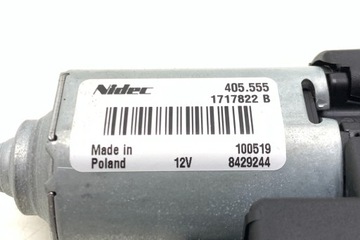 Nidec 405.555
1717822 B
Made in 100519
Poland 12V 8429244